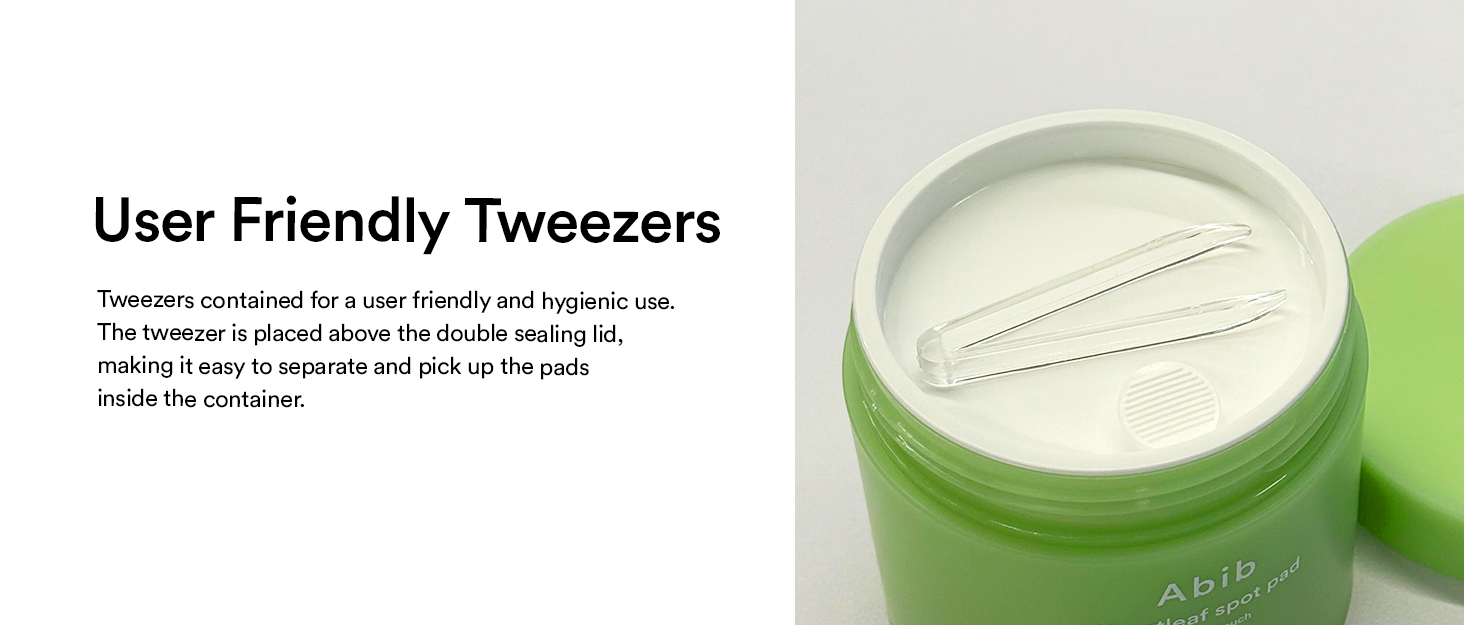 User Friendly Tweezers
Tweezers contained for a user friendly and hygienic use.
The tweezer is placed above the double sealing lid,
making it easy to separate and pick up the pads
inside the container.
Abib
spot pad